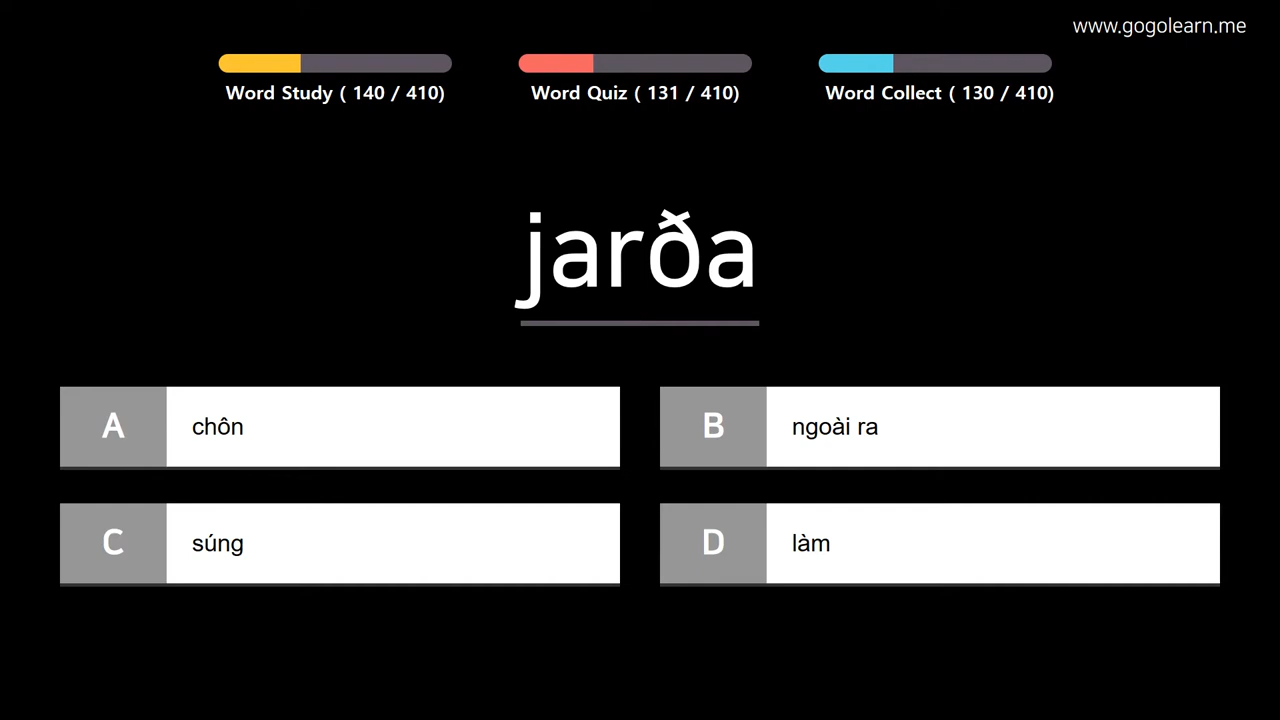 www.gogolearn.me
Word Study ( 140 / 410)
Word Quiz ( 131 / 410)
Word Collect ( 130 / 410)
jarða
A chôn
B ngoài ra
C súng
D làm